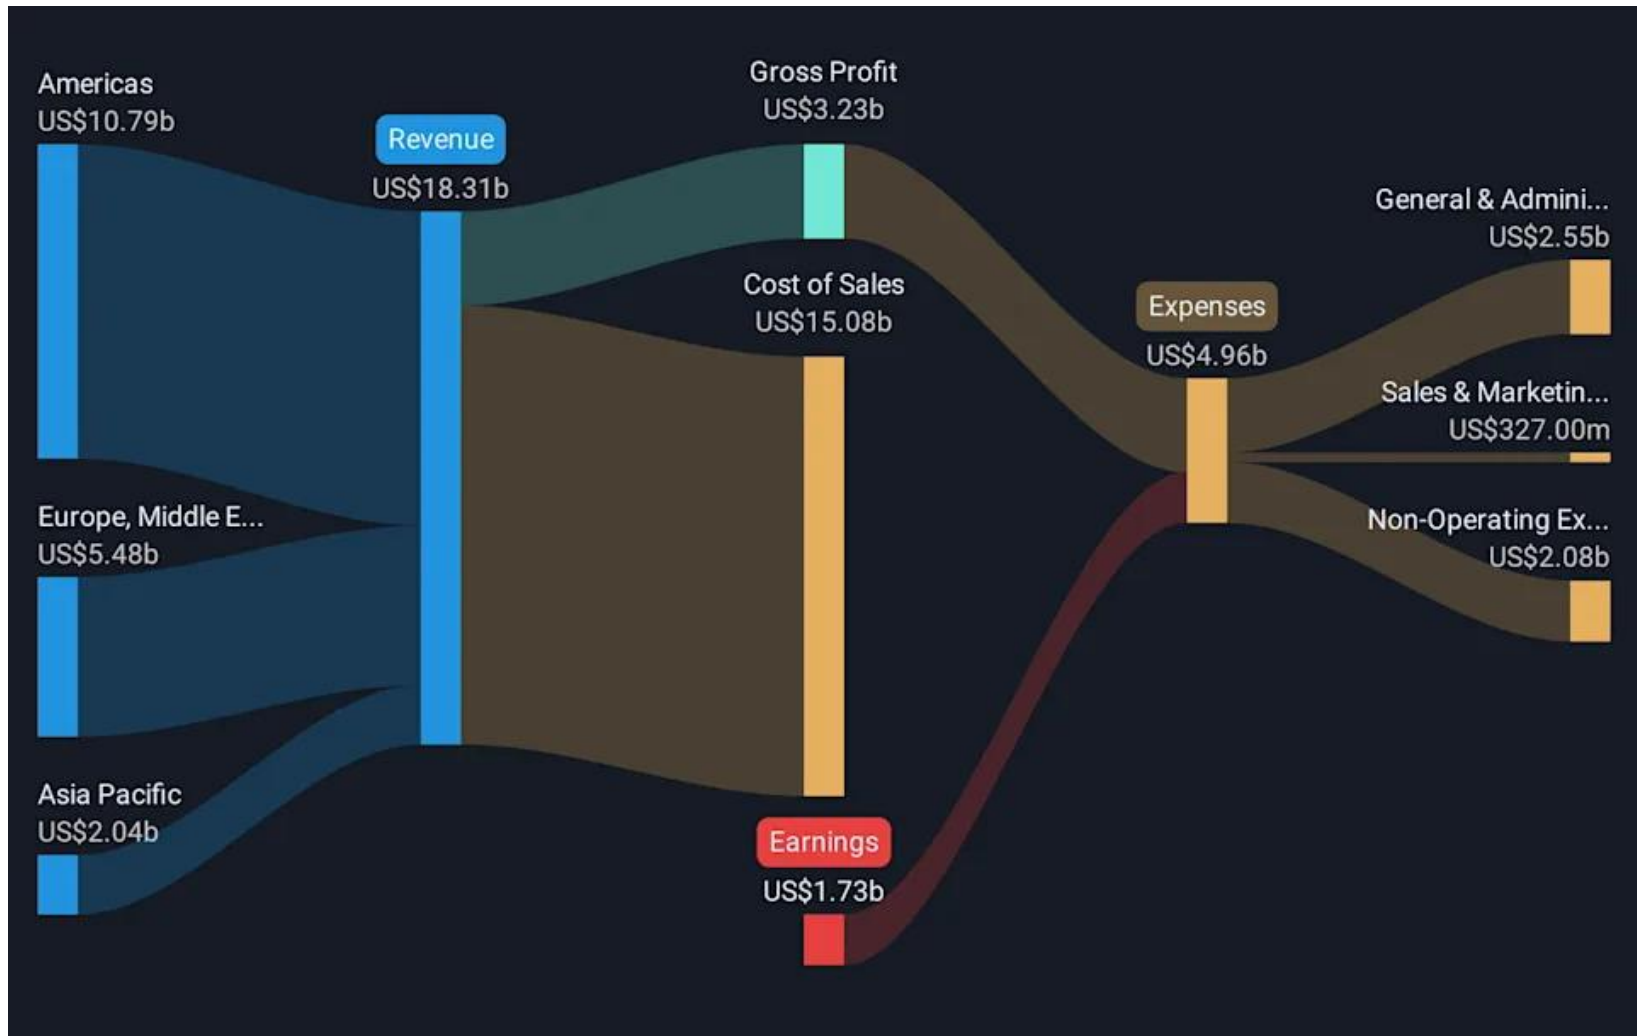 Americas
US$10.79b
Revenue
US$18.31b
Gross Profit
US$3.23b
Cost of Sales
US$15.08b
General & Admini...
US$2.55b
Expenses
US$4.96b
Sales & Marketin...
US$327.00m
Europe, Middle E...
US$5.48b
Non-Operating Ex...
US$2.08b
Asia Pacific
US$2.04b
Earnings
US$1.73b